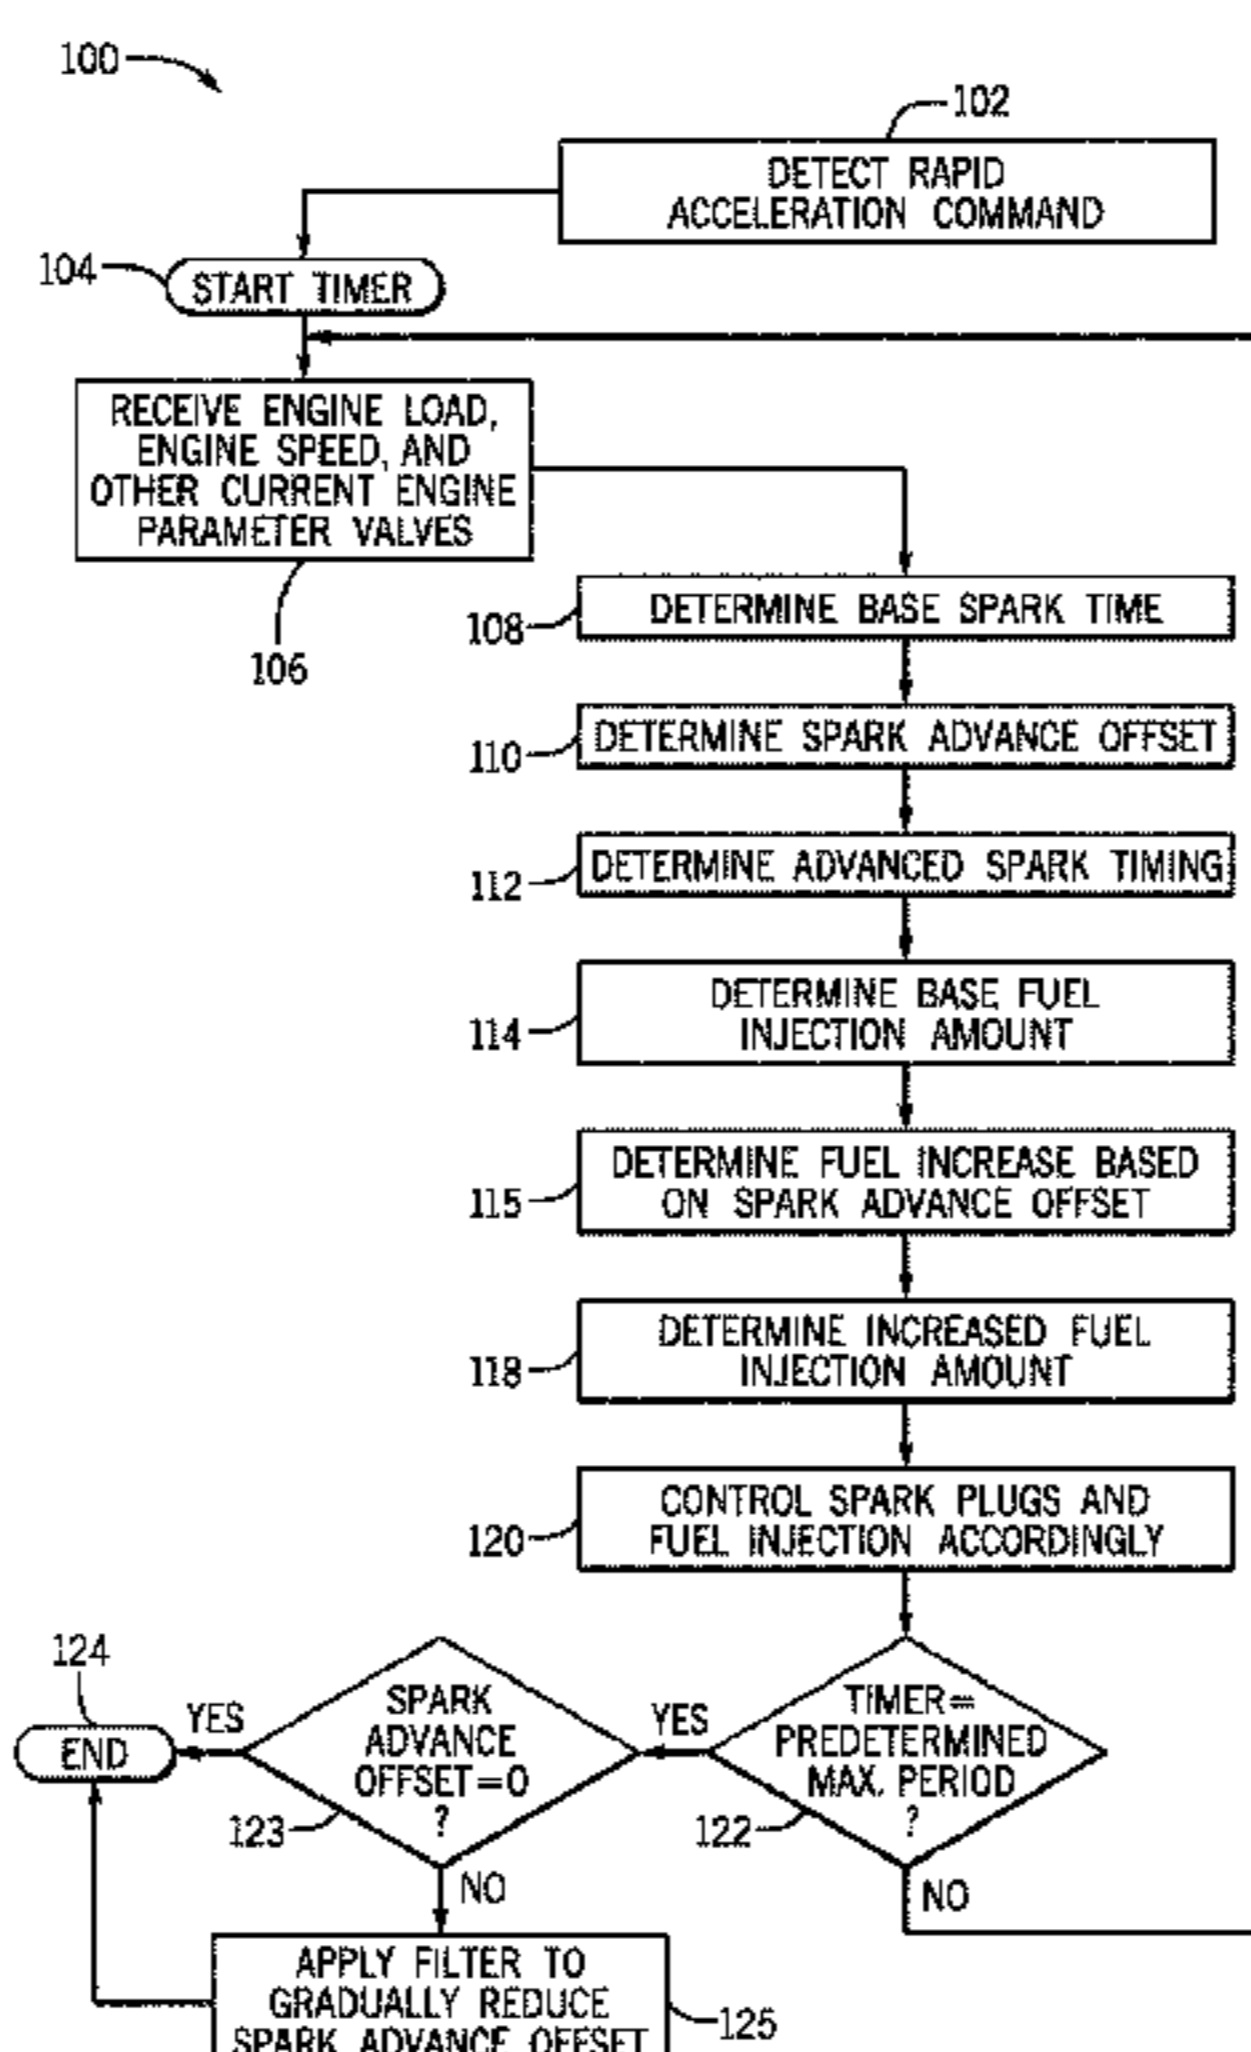 100
102
DETECT RAPID
ACCELERATION COMMAND
104
START TIMER
RECEIVE ENGINE LOAD,
ENGINE SPEED, AND
OTHER CURRENT ENGINE
PARAMETER VALVES
106
108
DETERMINE BASE SPARK TIME
110
DETERMINE SPARK ADVANCE OFFSET
112
DETERMINE ADVANCED SPARK TIMING
114
DETERMINE BASE FUEL
INJECTION AMOUNT
115
DETERMINE FUEL INCREASE BASED
ON SPARK ADVANCE OFFSET
118
DETERMINE INCREASED FUEL
INJECTION AMOUNT
120
CONTROL SPARK PLUGS AND
FUEL INJECTION ACCORDINGLY
122
TIMER=
PREDETERMINED
MAX. PERIOD
?
YES
NO
123
SPARK
ADVANCE
OFFSET=0
?
YES
NO
124
END
APPLY FILTER TO
GRADUALLY REDUCE
SPARK ADVANCE OFFSET
125